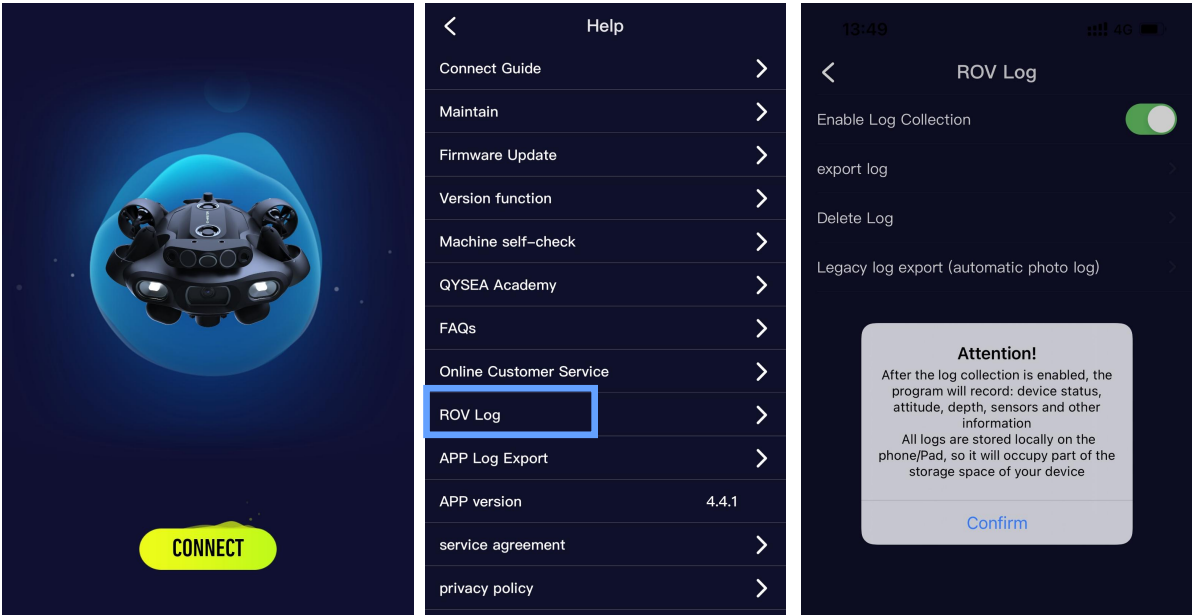 CONNECT
Help
Connect Guide
Maintain
Firmware Update
Version function
Machine self-check
QYSEA Academy
FAQs
Online Customer Service
ROV Log
APP Log Export
APP version 4.4.1
service agreement
privacy policy
13:49 4G
ROV Log
Enable Log Collection
export log
Delete Log
Legacy log export (automatic photo log)
Attention!
After the log collection is enabled, the
program will record: device status,
attitude, depth, sensors and other
information
All logs are stored locally on the
phone/Pad, so it will occupy part of the
storage space of your device
Confirm